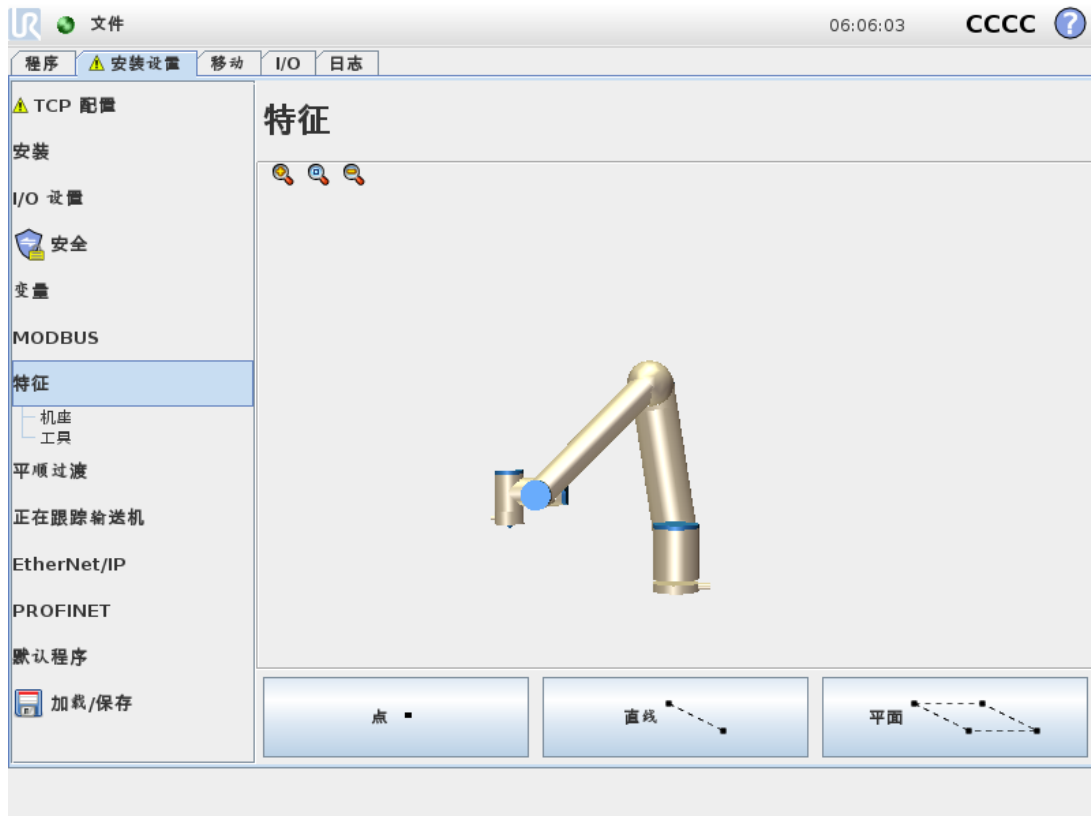 UR
文件
06:06:03
CCCC
?
程序
安装设置
移动
I/O
日志
TCP 配置
安装
I/O 设置
安全
变量
MODBUS
特征
机座
工具
平顺过渡
正在跟踪输送机
EtherNet/IP
PROFINET
默认程序
加载/保存
特征
点
直线
平面